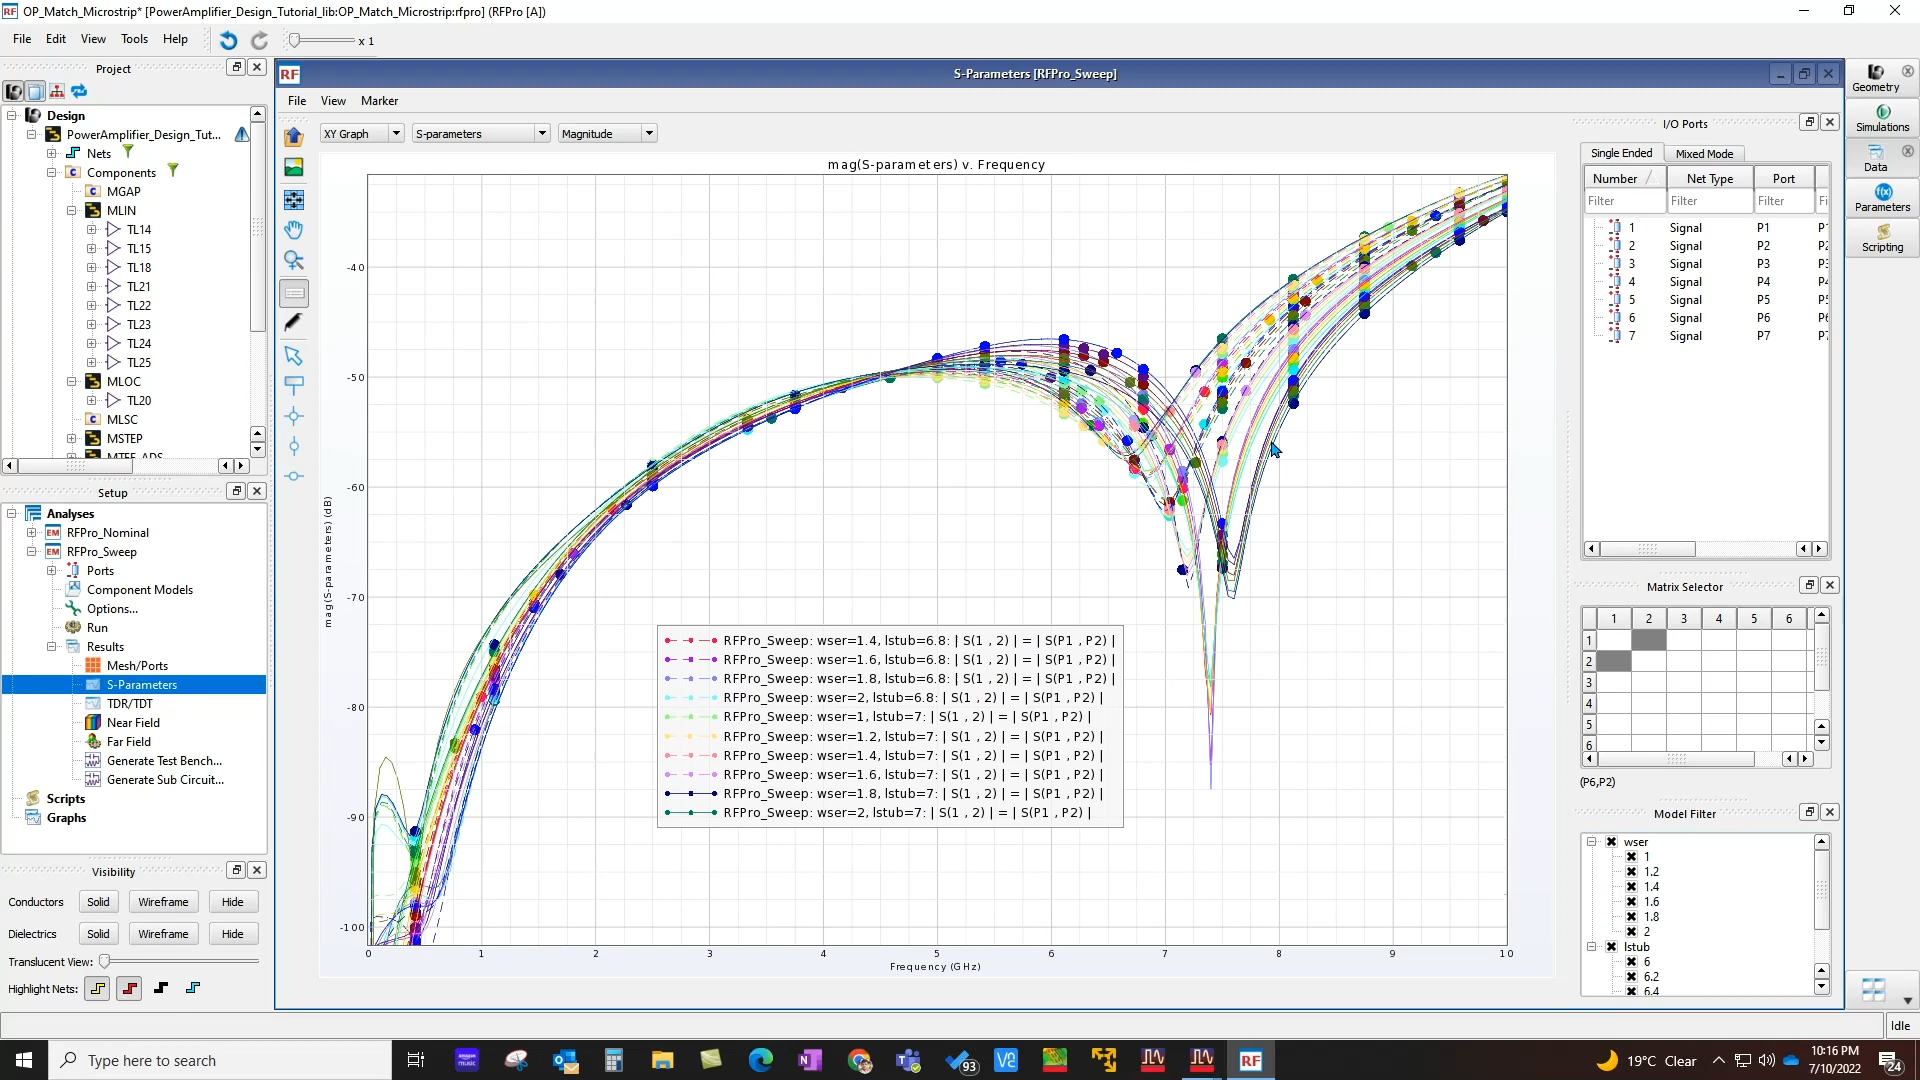 OP_Match_Microstrip* [PowerAmplifier_Design_Tutorial_lib:OP_Match_Microstrip:rfpro] (RFPro [A])
File Edit View Tools Help x 1
Project
Design
PowerAmplifier_Design_Tut...
Nets
Components
MGAP
MLIN
TL14
TL15
TL18
TL21
TL22
TL23
TL24
TL25
MLOC
TL20
MLSC
MSTEP
MTEE_ADS
Setup
Analyses
RFPro_Nominal
RFPro_Sweep
Ports
Component Models
Options...
Run
Results
Mesh/Ports
S-Parameters
TDR/TDT
Near Field
Far Field
Generate Test Bench...
Generate Sub Circuit...
Scripts
Graphs
Visibility
Conductors Solid Wireframe Hide
Dielectrics Solid Wireframe Hide
Translucent View:
Highlight Nets:
S-Parameters [RFPro_Sweep]
File View Marker
XY Graph S-parameters Magnitude
mag(S-parameters) v. Frequency
mag(S-parameters) (dB)
-40
-50
-60
-70
-80
-90
-100
0 1 2 3 4 5 6 7 8 9 10
Frequency (GHz)
RFPro_Sweep: wser=1.4, lstub=6.8: | S(1 , 2) | = | S(P1 , P2) |
RFPro_Sweep: wser=1.6, lstub=6.8: | S(1 , 2) | = | S(P1 , P2) |
RFPro_Sweep: wser=1.8, lstub=6.8: | S(1 , 2) | = | S(P1 , P2) |
RFPro_Sweep: wser=2, lstub=6.8: | S(1 , 2) | = | S(P1 , P2) |
RFPro_Sweep: wser=1, lstub=7: | S(1 , 2) | = | S(P1 , P2) |
RFPro_Sweep: wser=1.2, lstub=7: | S(1 , 2) | = | S(P1 , P2) |
RFPro_Sweep: wser=1.4, lstub=7: | S(1 , 2) | = | S(P1 , P2) |
RFPro_Sweep: wser=1.6, lstub=7: | S(1 , 2) | = | S(P1 , P2) |
RFPro_Sweep: wser=1.8, lstub=7: | S(1 , 2) | = | S(P1 , P2) |
RFPro_Sweep: wser=2, lstub=7: | S(1 , 2) | = | S(P1 , P2) |
I/O Ports
Single Ended Mixed Mode
Number Net Type Port
Filter Filter Filter Fi
1 Signal P1 P1
2 Signal P2 P2
3 Signal P3 P3
4 Signal P4 P4
5 Signal P5 P5
6 Signal P6 P6
7 Signal P7 P7
Matrix Selector
1 2 3 4 5 6
1
2
3
4
5
6
(P6,P2)
Model Filter
wser
1
1.2
1.4
1.6
1.8
2
lstub
6
6.2
6.4
Geometry
Simulations
Data
f(x)
Parameters
Scripting
Idle
Type here to search
93
RF
19°C Clear
10:16 PM
7/10/2022
24